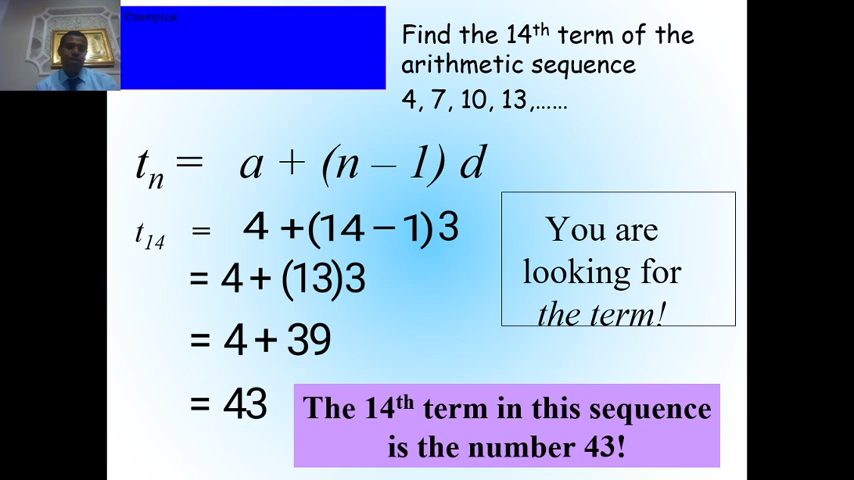 Example:
Find the 14th term of the
arithmetic sequence
4, 7, 10, 13,……
tn = a + (n – 1) d
t14 = 4 +(14 – 1)3
= 4 + (13)3
= 4 + 39
= 43
You are
looking for
the term!
The 14th term in this sequence
is the number 43!